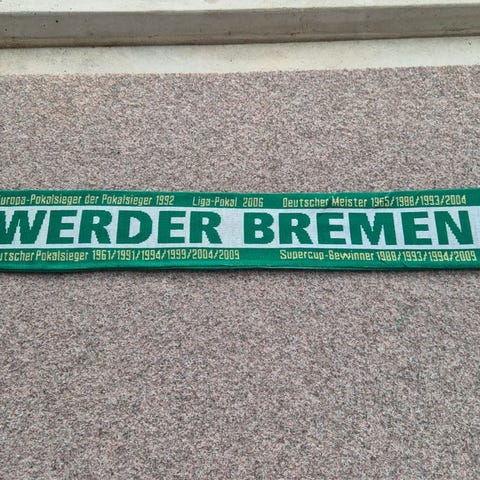 uropa-Pokalsieger der Pokalsieger 1992 Liga-Pokal 2006 Deutscher Meister 1965/1988/1993/2004
WERDER BREMEN
utscher Pokalsieger 1961/1991/1994/1999/2004/2009 Supercup-Gewinner 1988/1993/1994/2009